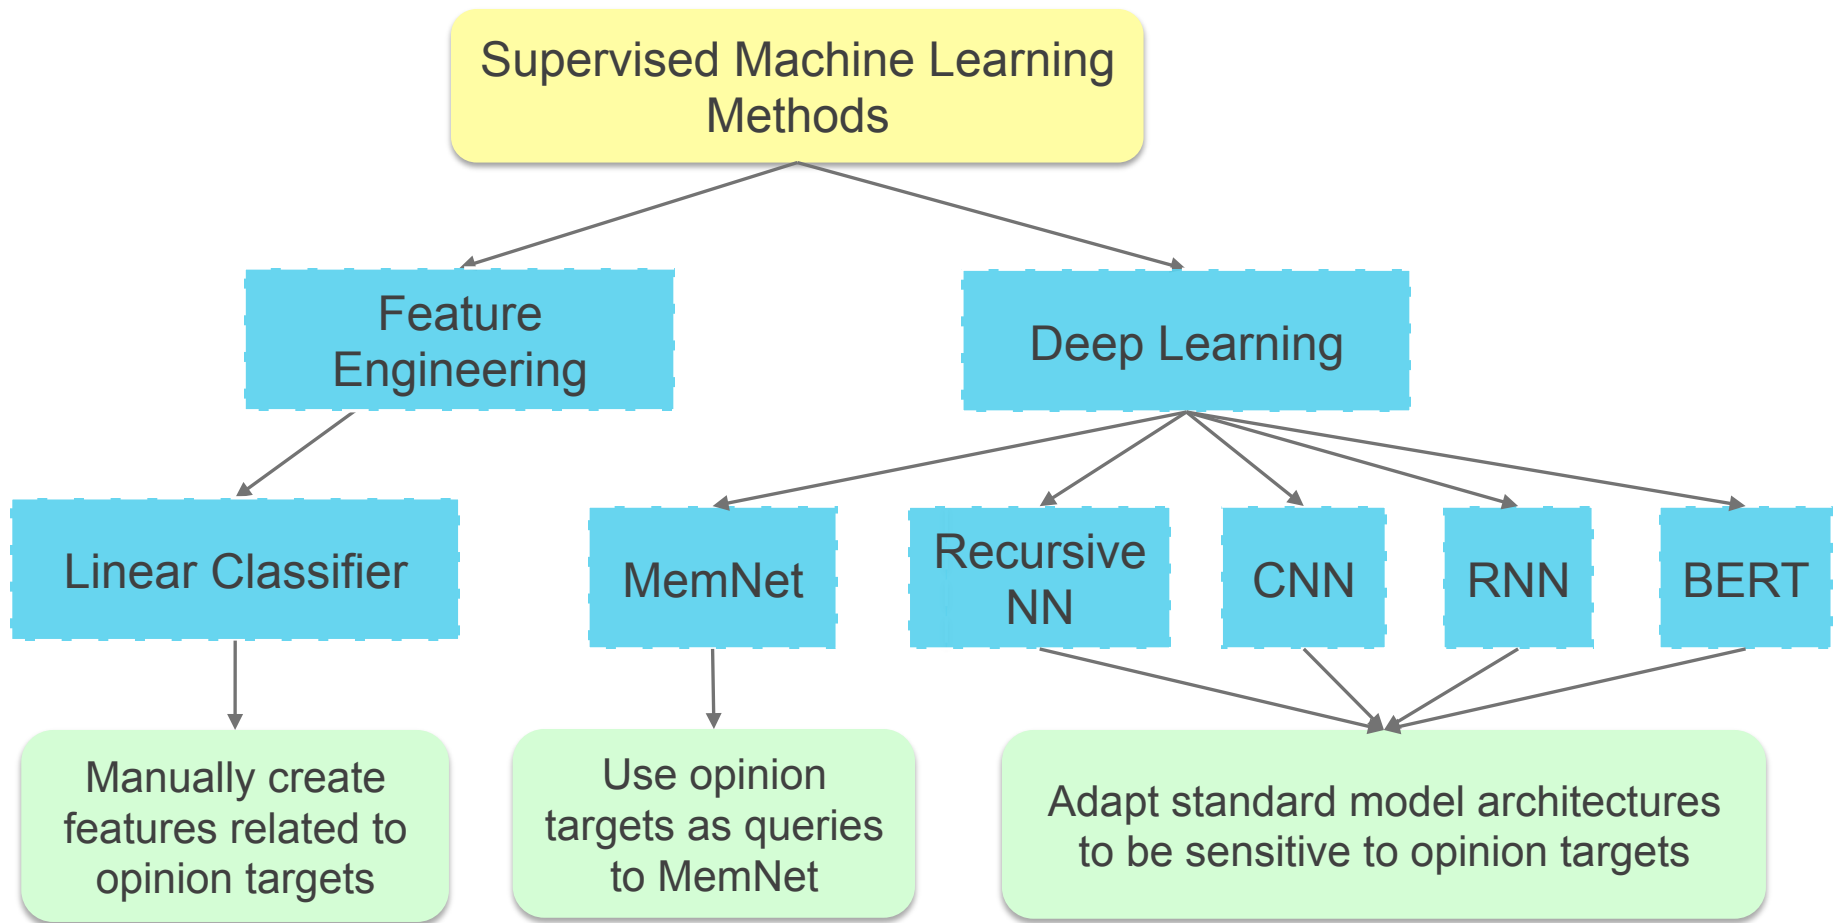 Supervised Machine Learning
Methods
Feature
Engineering
Deep Learning
Linear Classifier
MemNet
Recursive
NN
CNN
RNN
BERT
Manually create
features related to
opinion targets
Use opinion
targets as queries
to MemNet
Adapt standard model architectures
to be sensitive to opinion targets